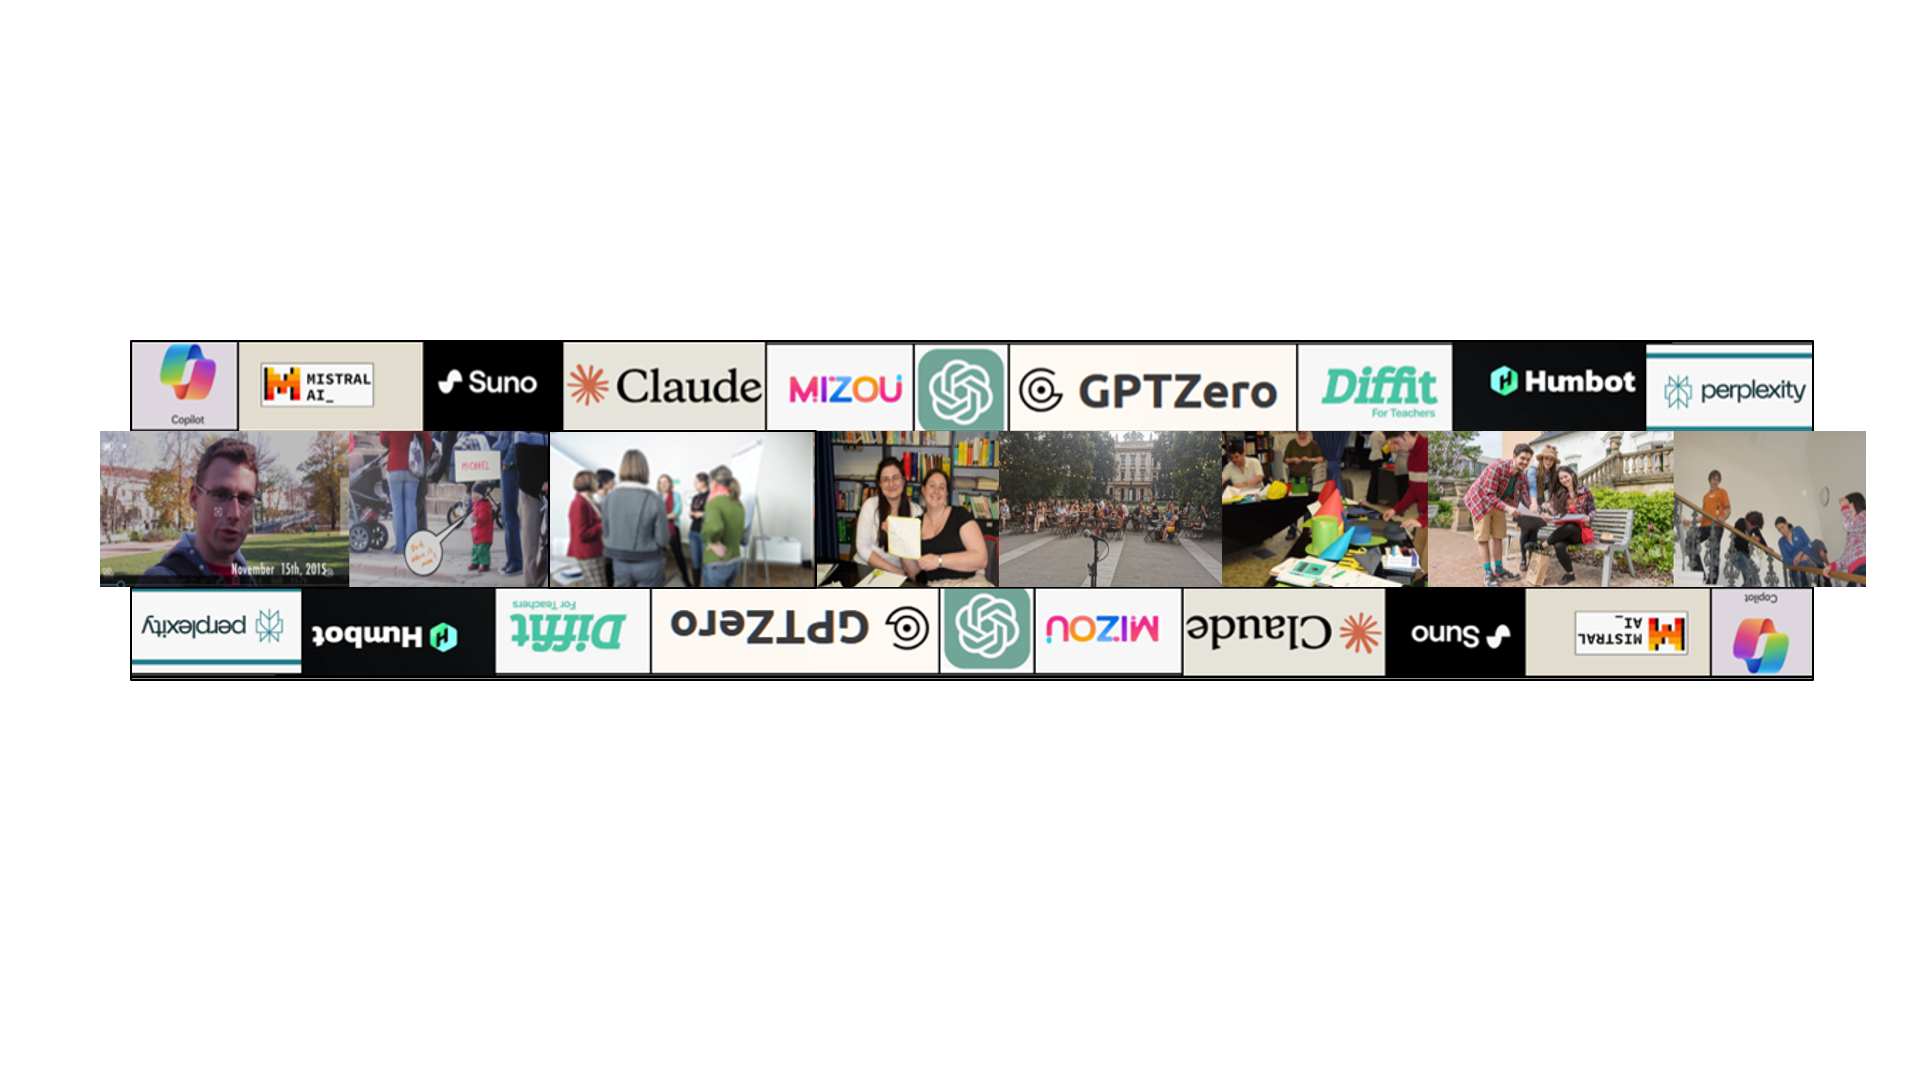 Copilot
MISTRAL
AI_
Suno
Claude
MIZOU
GPTZero
Diffit
For Teachers
Humbot
perplexity
MICHAEL
November 15th, 2015
perplexity
Humbot
Diffit
For Teachers
GPTZero
MIZOU
Claude
Suno
MISTRAL
AI_
Copilot